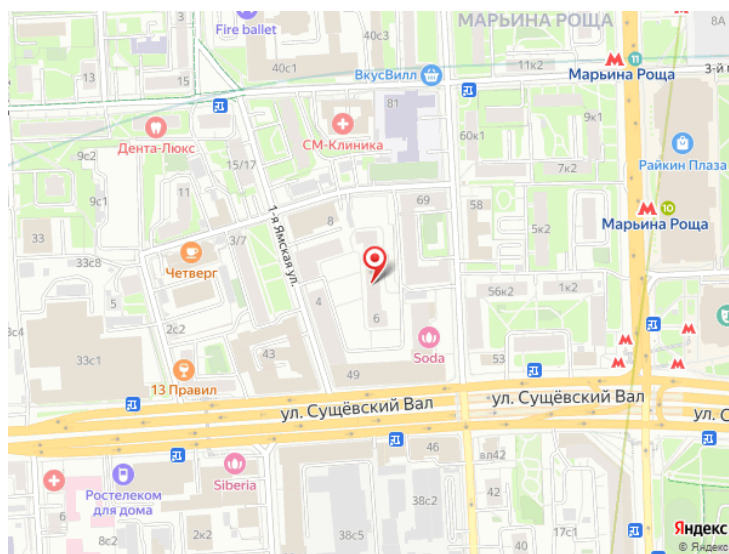 МАРЬИНА РОЩА
8А
Fire ballet
40с3
40с1
13
15
ВкусВилл
11к2
11
Марьина Роща
3-й
81
9к1
Дента-Люкс
СМ-Клиника
60к1
Райкин Плаза
9с2
15/17
7к2
11
9с1
69
58
10
Марьина Роща
33
3/7
8
1-я Ямская ул.
5к2
33с8
Четверг
4
56к2
1к2
6
2с2
33с1
43
Soda
53
13 Правил
49
ул. Сущёвский Вал
ул. Сущёвский Вал
ул. С
46
вл42
Siberia
42
38с2
Ростелеком
для дома
40
6
8
2к2
38с5
17с1
Яндекс
© Яндекс